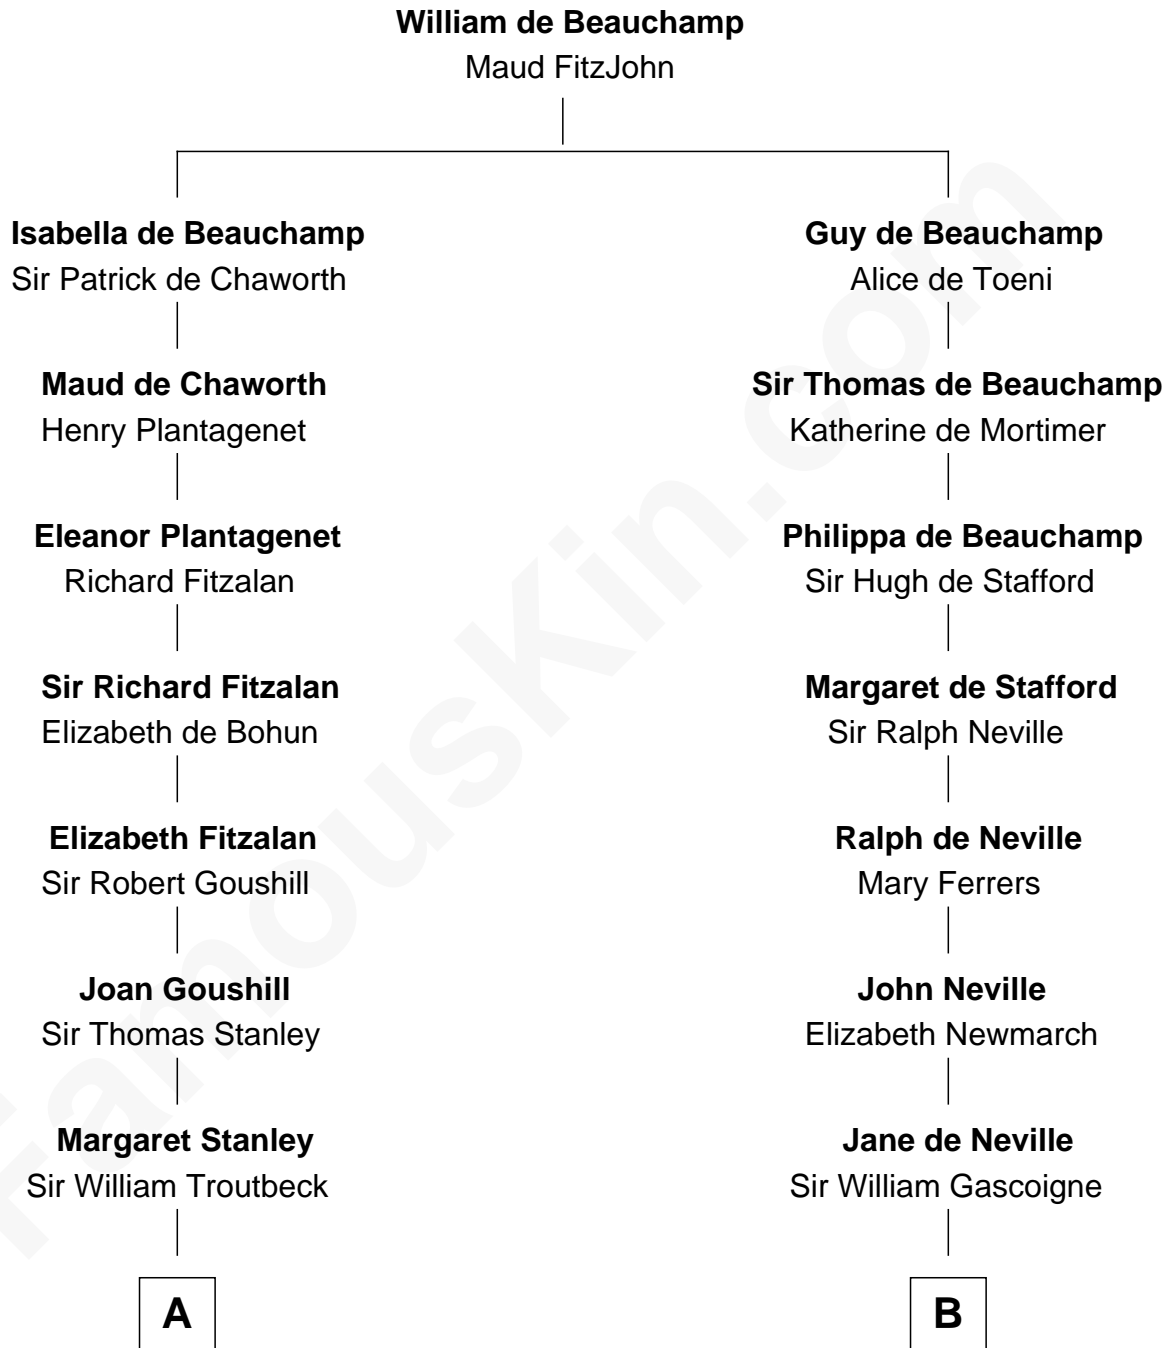 William de Beauchamp
Maud FitzJohn
Isabella de Beauchamp
Sir Patrick de Chaworth
Guy de Beauchamp
Alice de Toeni
Maud de Chaworth
Henry Plantagenet
Sir Thomas de Beauchamp
Katherine de Mortimer
Eleanor Plantagenet
Richard Fitzalan
Philippa de Beauchamp
Sir Hugh de Stafford
Sir Richard Fitzalan
Elizabeth de Bohun
Margaret de Stafford
Sir Ralph Neville
Elizabeth Fitzalan
Sir Robert Goushill
Ralph de Neville
Mary Ferrers
Joan Goushill
Sir Thomas Stanley
John Neville
Elizabeth Newmarch
Margaret Stanley
Sir William Troutbeck
Jane de Neville
Sir William Gascoigne
A
B
FamousKin.com